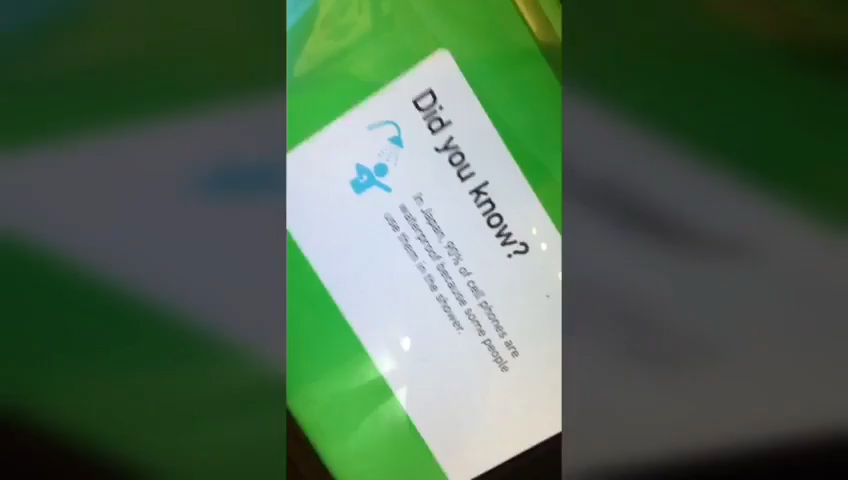 Did you know?
In Japan, 90% of cell phones are
waterproof because some people
use them in the shower.